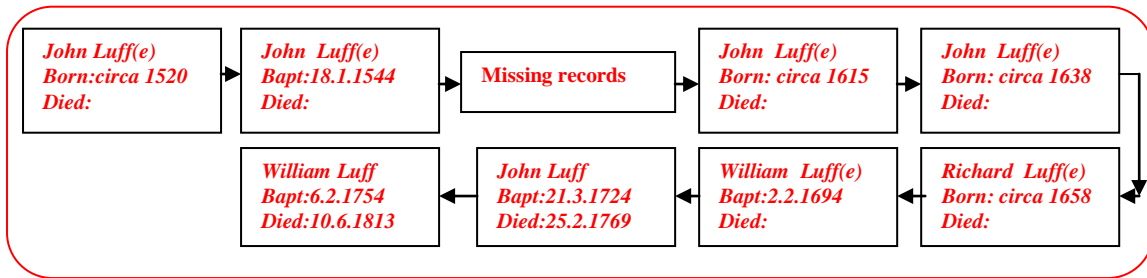 John Luff(e)
Born:circa 1520
Died:
John Luff(e)
Bapt:18.1.1544
Died:
Missing records
John Luff(e)
Born: circa 1615
Died:
John Luff(e)
Born: circa 1638
Died:
Richard Luff(e)
Born: circa 1658
Died:
William Luff(e)
Bapt:2.2.1694
Died:
John Luff
Bapt:21.3.1724
Died:25.2.1769
William Luff
Bapt:6.2.1754
Died:10.6.1813